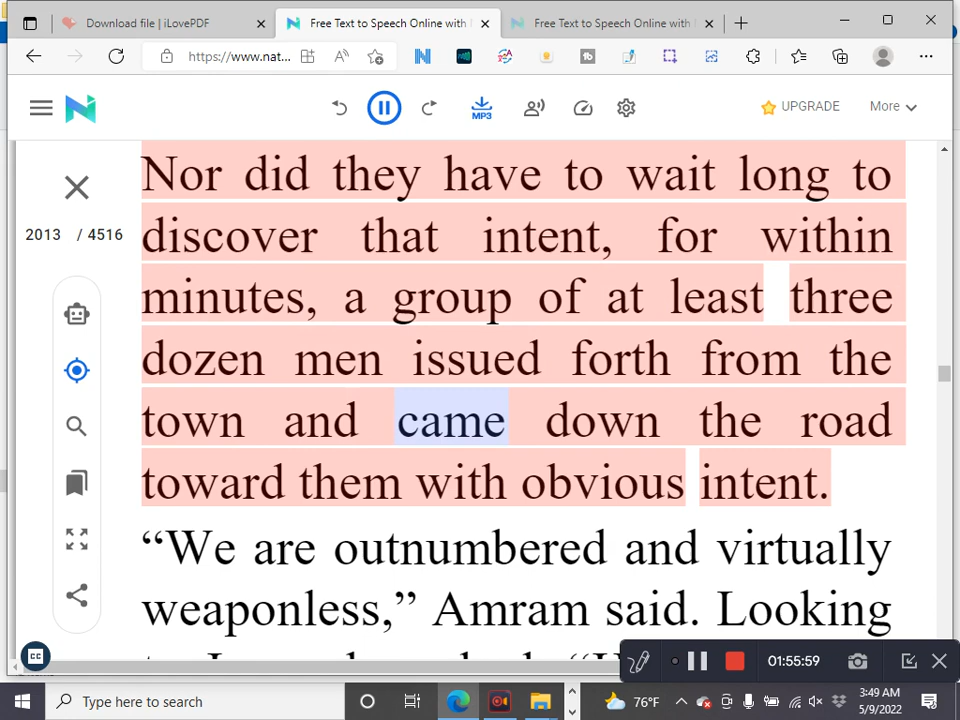 Download file | iLovePDF
Free Text to Speech Online with
Free Text to Speech Online with
https://www.nat...
MP3
UPGRADE
More
2013 / 4516
Nor did they have to wait long to
discover that intent, for within
minutes, a group of at least three
dozen men issued forth from the
town and came down the road
toward them with obvious intent.
“We are outnumbered and virtually
weaponless,” Amram said. Looking
CC
01:55:59
Type here to search
76°F
3:49 AM
5/9/2022